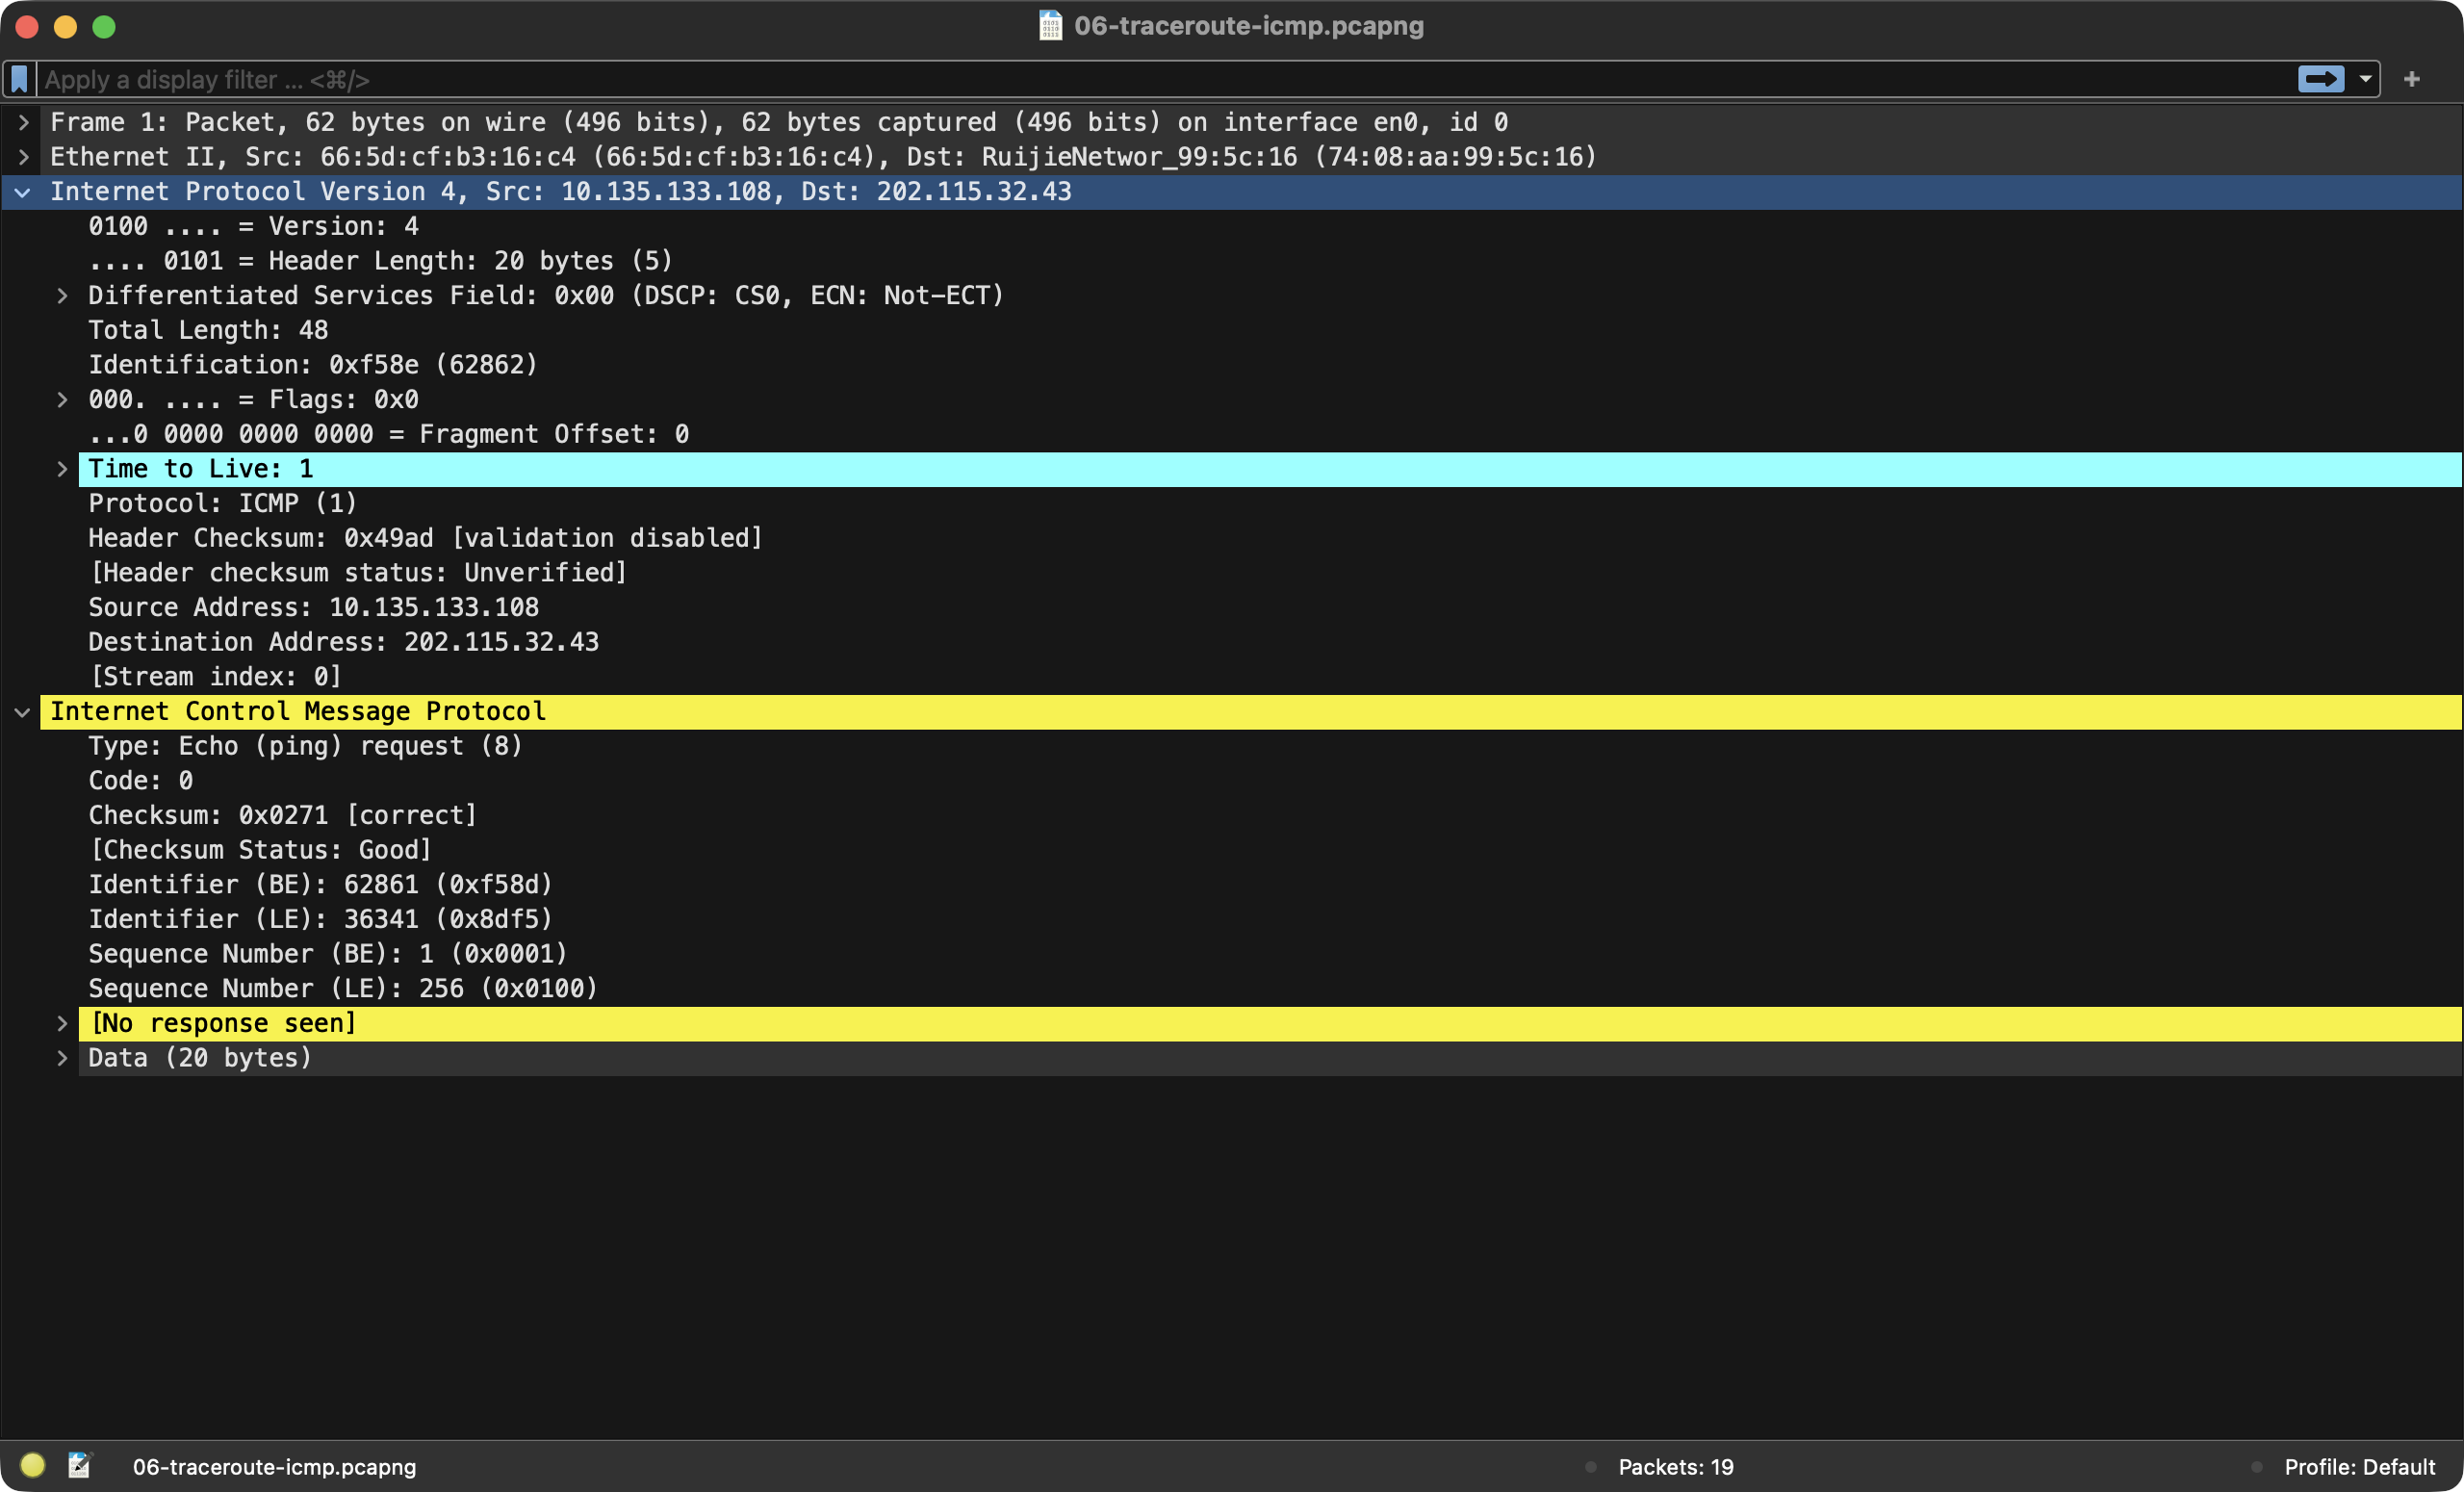 06-traceroute-icmp.pcapng
Apply a display filter ... <⌘/>
Frame 1: Packet, 62 bytes on wire (496 bits), 62 bytes captured (496 bits) on interface en0, id 0
Ethernet II, Src: 66:5d:cf:b3:16:c4 (66:5d:cf:b3:16:c4), Dst: RuijieNetwor_99:5c:16 (74:08:aa:99:5c:16)
Internet Protocol Version 4, Src: 10.135.133.108, Dst: 202.115.32.43
0100 .... = Version: 4
.... 0101 = Header Length: 20 bytes (5)
Differentiated Services Field: 0x00 (DSCP: CS0, ECN: Not-ECT)
Total Length: 48
Identification: 0xf58e (62862)
000. .... = Flags: 0x0
...0 0000 0000 0000 = Fragment Offset: 0
Time to Live: 1
Protocol: ICMP (1)
Header Checksum: 0x49ad [validation disabled]
[Header checksum status: Unverified]
Source Address: 10.135.133.108
Destination Address: 202.115.32.43
[Stream index: 0]
Internet Control Message Protocol
Type: Echo (ping) request (8)
Code: 0
Checksum: 0x0271 [correct]
[Checksum Status: Good]
Identifier (BE): 62861 (0xf58d)
Identifier (LE): 36341 (0x8df5)
Sequence Number (BE): 1 (0x0001)
Sequence Number (LE): 256 (0x0100)
[No response seen]
Data (20 bytes)
06-traceroute-icmp.pcapng
Packets: 19
Profile: Default